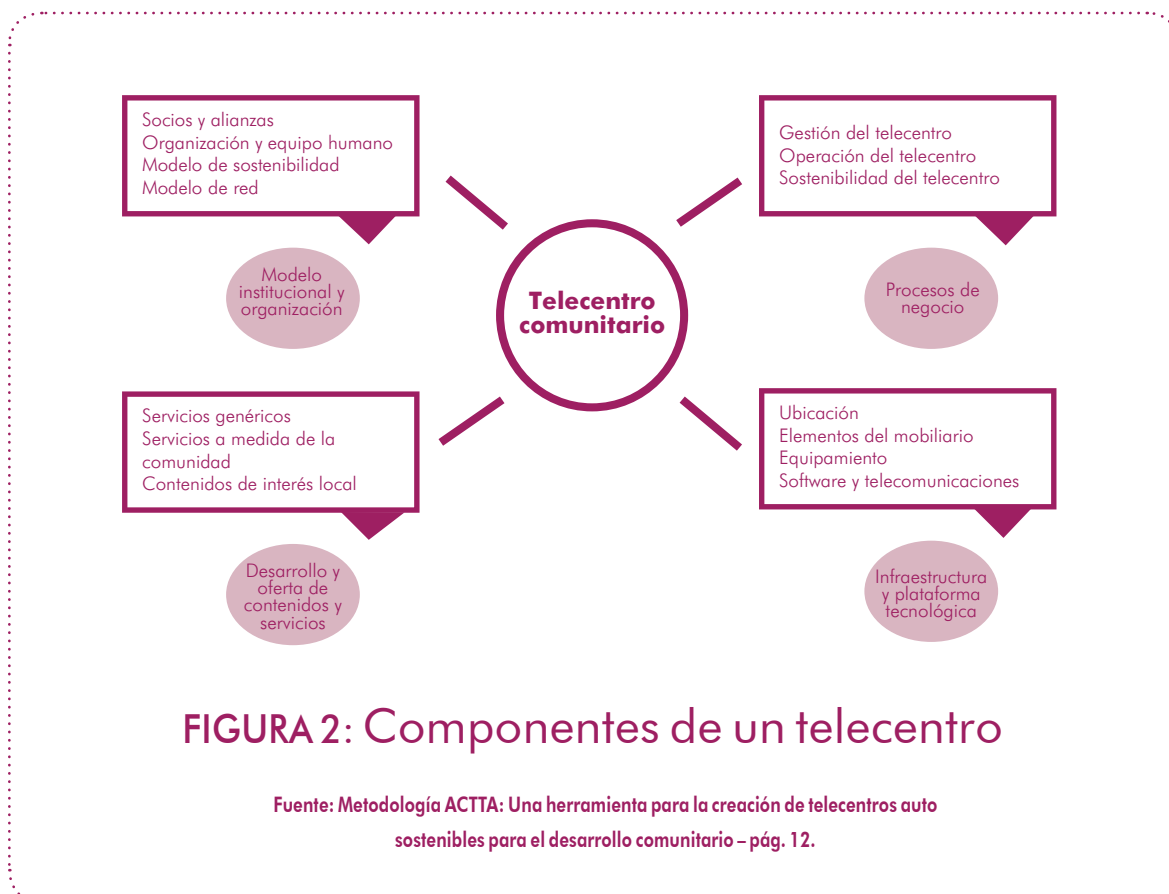 Socios y alianzas
Organización y equipo humano
Modelo de sostenibilidad
Modelo de red
Modelo
institucional y
organización
Gestión del telecentro
Operación del telecentro
Sostenibilidad del telecentro
Procesos de
negocio
Telecentro
comunitario
Servicios genéricos
Servicios a medida de la
comunidad
Contenidos de interés local
Desarrollo y
oferta de
contenidos y
servicios
Ubicación
Elementos del mobiliario
Equipamiento
Software y telecomunicaciones
Infraestructura
y plataforma
tecnológica
FIGURA 2: Componentes de un telecentro
Fuente: Metodología ACTTA: Una herramienta para la creación de telecentros auto
sostenibles para el desarrollo comunitario – pág. 12.